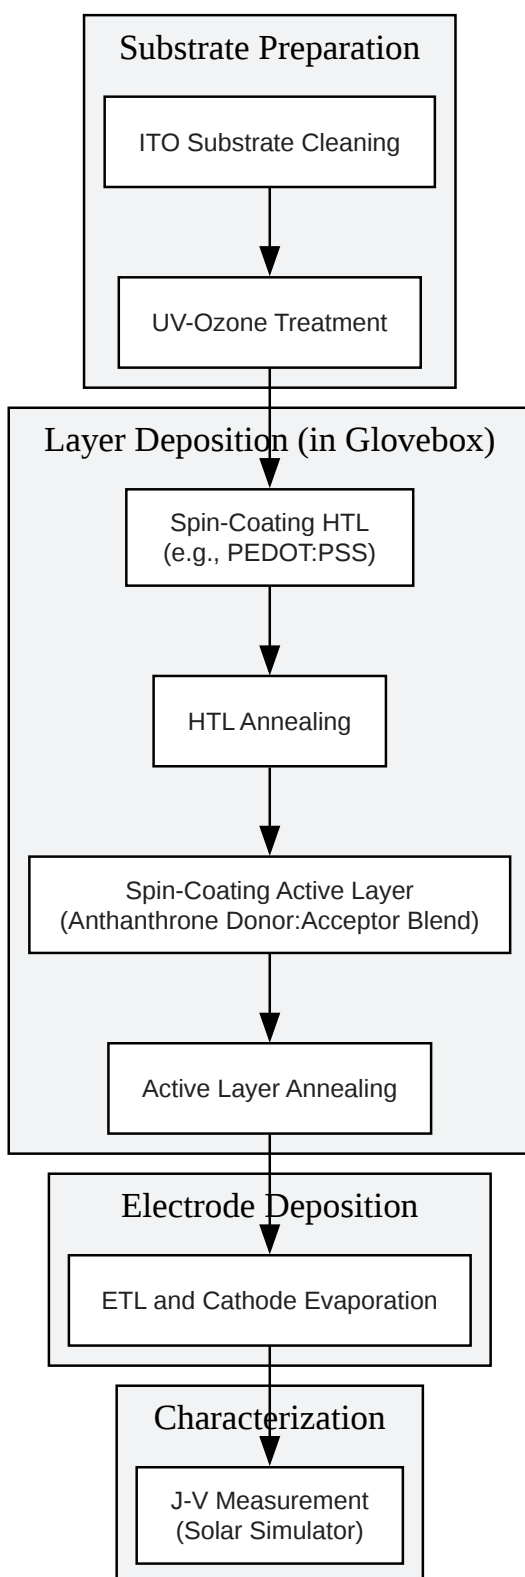 Substrate Preparation
ITO Substrate Cleaning
UV-Ozone Treatment
Layer Deposition (in Glovebox)
Spin-Coating HTL
(e.g., PEDOT:PSS)
HTL Annealing
Spin-Coating Active Layer
(Anthanthrone Donor:Acceptor Blend)
Active Layer Annealing
Electrode Deposition
ETL and Cathode Evaporation
Characterization
J-V Measurement
(Solar Simulator)